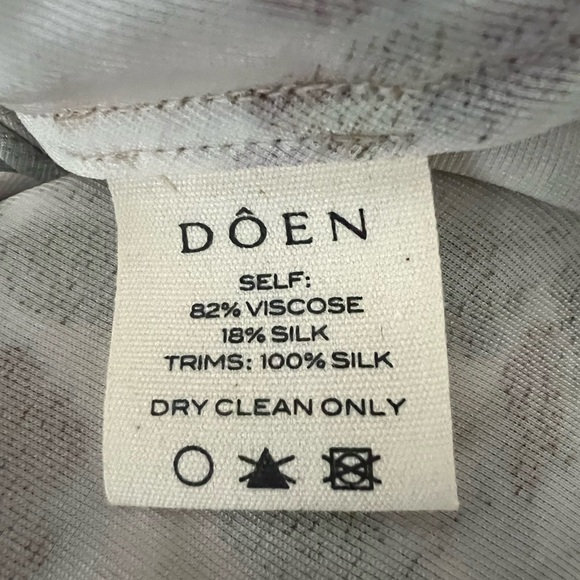 DÔEN
SELF:
82% VISCOSE
18% SILK
TRIMS: 100% SILK
DRY CLEAN ONLY